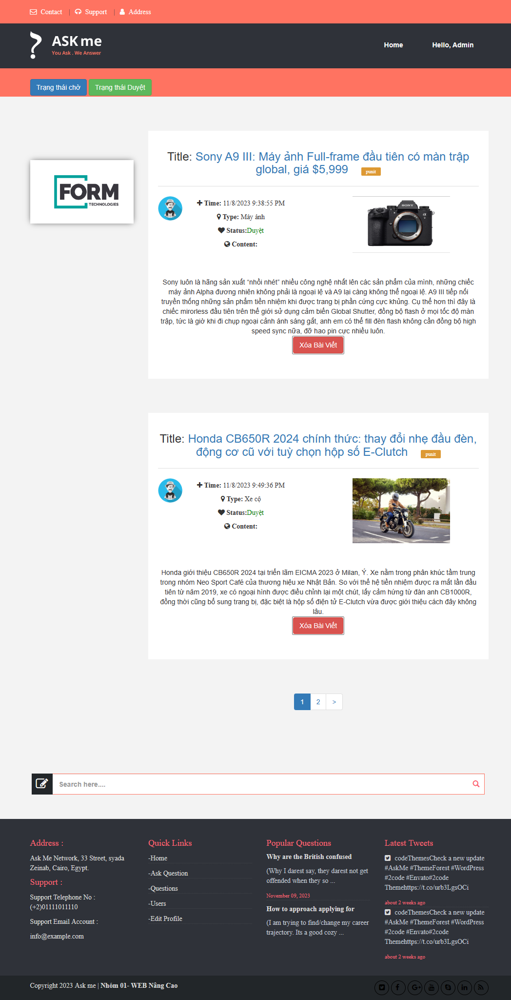 Contact | Support | Address
ASK me
You Ask . We Answer
Home
Hello, Admin
Trạng thái chờ
Trạng thái Duyệt
FORM
TECHNOLOGIES
Title: Sony A9 III: Máy ảnh Full-frame đầu tiên có màn trập
global, giá $5,999 punit
Time: 11/8/2023 9:38:55 PM
Type: Máy ảnh
Status:Duyệt
Content:
SONY
Sony luôn là hãng sản xuất “nhồi nhét” nhiều công nghệ nhất lên các sản phẩm của mình, những chiếc
máy ảnh Alpha đương nhiên không phải là ngoại lệ và A9 lại càng không thể ngoại lệ. A9 III tiếp nối
truyền thống những sản phẩm tiền nhiệm khi được trang bị phần cứng cực khủng. Cụ thể hơn thì đây là
chiếc mirorless đầu tiên trên thế giới sử dụng cảm biến Global Shutter, đồng bộ flash ở mọi tốc độ màn
trập, tức là giờ khi đi chụp ngoại cảnh ánh sáng gắt, anh em có thể fill đèn flash không cần đồng bộ high
speed sync nữa, đỡ hao pin cực nhiều luôn.
Xóa Bài Viết
Title: Honda CB650R 2024 chính thức: thay đổi nhẹ đầu đèn,
động cơ cũ với tuỳ chọn hộp số E-Clutch punit
Time: 11/8/2023 9:49:36 PM
Type: Xe cộ
Status:Duyệt
Content:
Honda giới thiệu CB650R 2024 tại triển lãm EICMA 2023 ở Milan, Ý. Xe nằm trong phân khúc tầm trung
trong nhóm Neo Sport Café của thương hiệu xe Nhật Bản. So với thế hệ tiền nhiệm được ra mắt lần đầu
tiên từ năm 2019, xe có ngoại hình được điều chỉnh lại một chút, lấy cảm hứng từ đàn anh CB1000R,
đồng thời cũng bổ sung trang bị, đặc biệt là hộp số điện tử E-Clutch vừa được giới thiệu cách đây không
lâu.
Xóa Bài Viết
1 2 >
Search here....
Address :
Ask Me Network, 33 Street, syada
Zeinab, Cairo, Egypt.
Support :
Support Telephone No :
(+2)01111011110
Support Email Account :
info@example.com
Quick Links
-Home
-Ask Question
-Questions
-Users
-Edit Profile
Popular Questions
Why are the British confused
(Why I darest say, they darest not get
offended when they so ...
November 09, 2023
How to approach applying for
(I am trying to find/change my career
trajectory. Its a good cozy ...
Latest Tweets
codeThemesCheck a new update
#AskMe #ThemeForest #WordPress
#2code #Envato#2code
Themehttps://t.co/urb3LgsOCi
about 2 weeks ago
codeThemesCheck a new update
#AskMe #ThemeForest #WordPress
#2code #Envato#2code
Themehttps://t.co/urb3LgsOCi
about 2 weeks ago
Copyright 2023 Ask me | Nhóm 01- WEB Nâng Cao